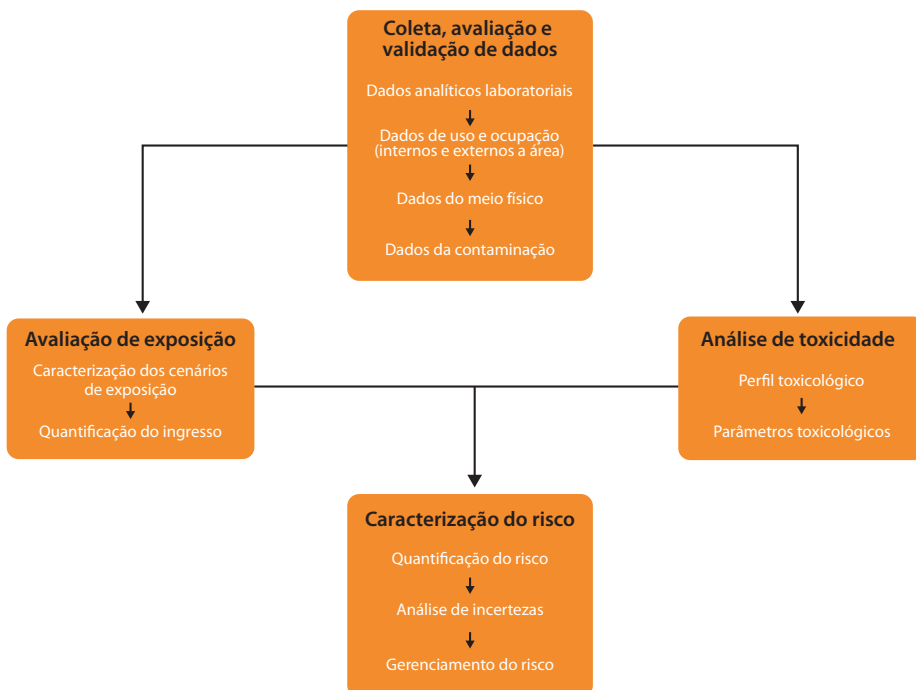 Coleta, avaliação e
validação de dados
Dados analíticos laboratoriais
Dados de uso e ocupação
(internos e externos a área)
Dados do meio físico
Dados da contaminação
Avaliação de exposição
Caracterização dos cenários
de exposição
Quantificação do ingresso
Análise de toxicidade
Perfil toxicológico
Parâmetros toxicológicos
Caracterização do risco
Quantificação do risco
Análise de incertezas
Gerenciamento do risco